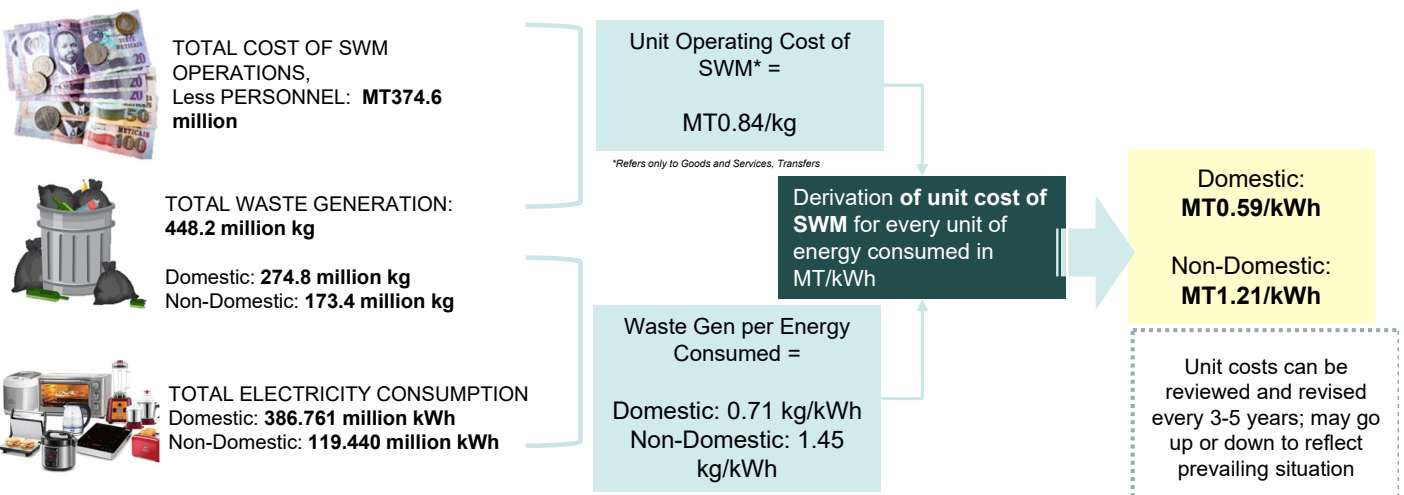 TOTAL COST OF SWM
OPERATIONS,
Less PERSONNEL: MT374.6
million
TOTAL WASTE GENERATION:
448.2 million kg
Domestic: 274.8 million kg
Non-Domestic: 173.4 million kg
TOTAL ELECTRICITY CONSUMPTION
Domestic: 386.761 million kWh
Non-Domestic: 119.440 million kWh
Unit Operating Cost of
SWM* =
MT0.84/kg
*Refers only to Goods and Services, Transfers
Waste Gen per Energy
Consumed =
Domestic: 0.71 kg/kWh
Non-Domestic: 1.45
kg/kWh
Derivation of unit cost of
SWM for every unit of
energy consumed in
MT/kWh
Domestic:
MT0.59/kWh
Non-Domestic:
MT1.21/kWh
Unit costs can be
reviewed and revised
every 3-5 years; may go
up or down to reflect
prevailing situation
20
20
20
50
METICAIS
100